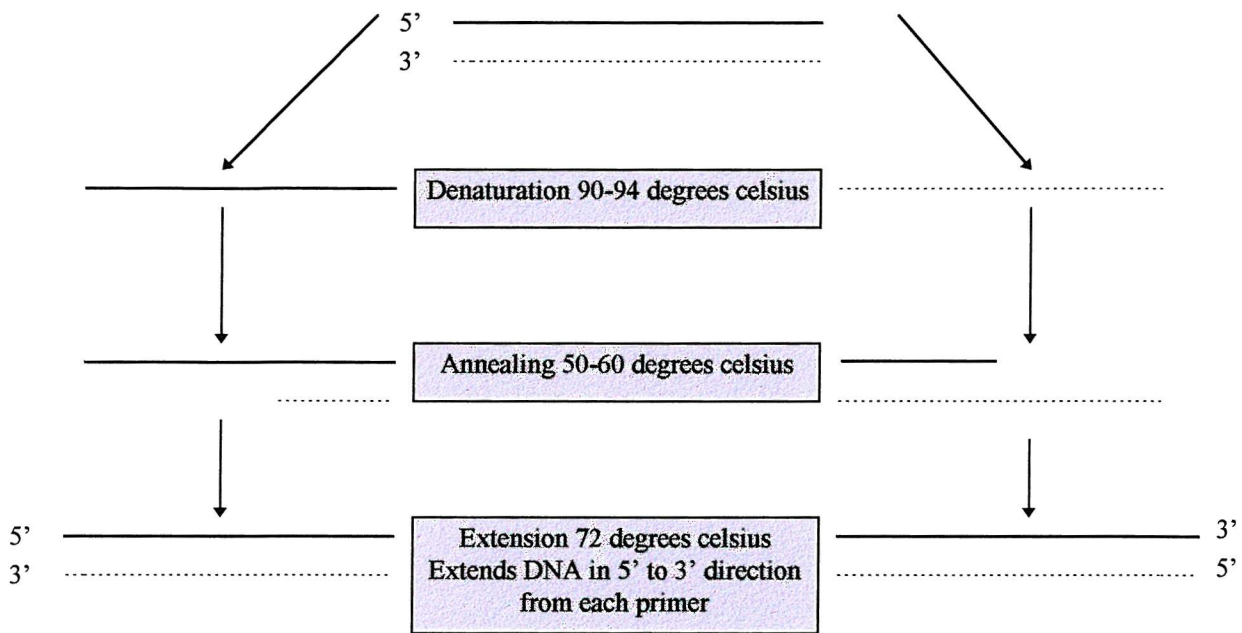 5’
3’
Denaturation 90-94 degrees celsius
Annealing 50-60 degrees celsius
5’
3’
Extension 72 degrees celsius
Extends DNA in 5’ to 3’ direction
from each primer
3’
5’